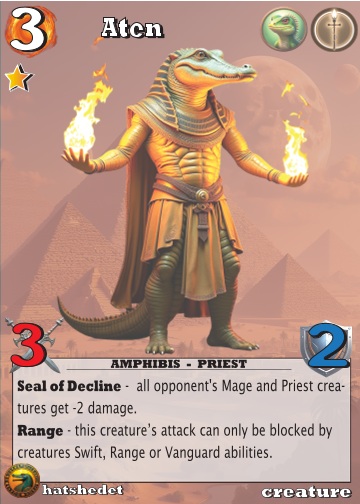 3 Aten
3 2
AMPHIBIS - PRIEST
Seal of Decline - all opponent's Mage and Priest crea-
tures get -2 damage.
Range - this creature's attack can only be blocked by
creatures Swift, Range or Vanguard abilities.
hatshedet creature